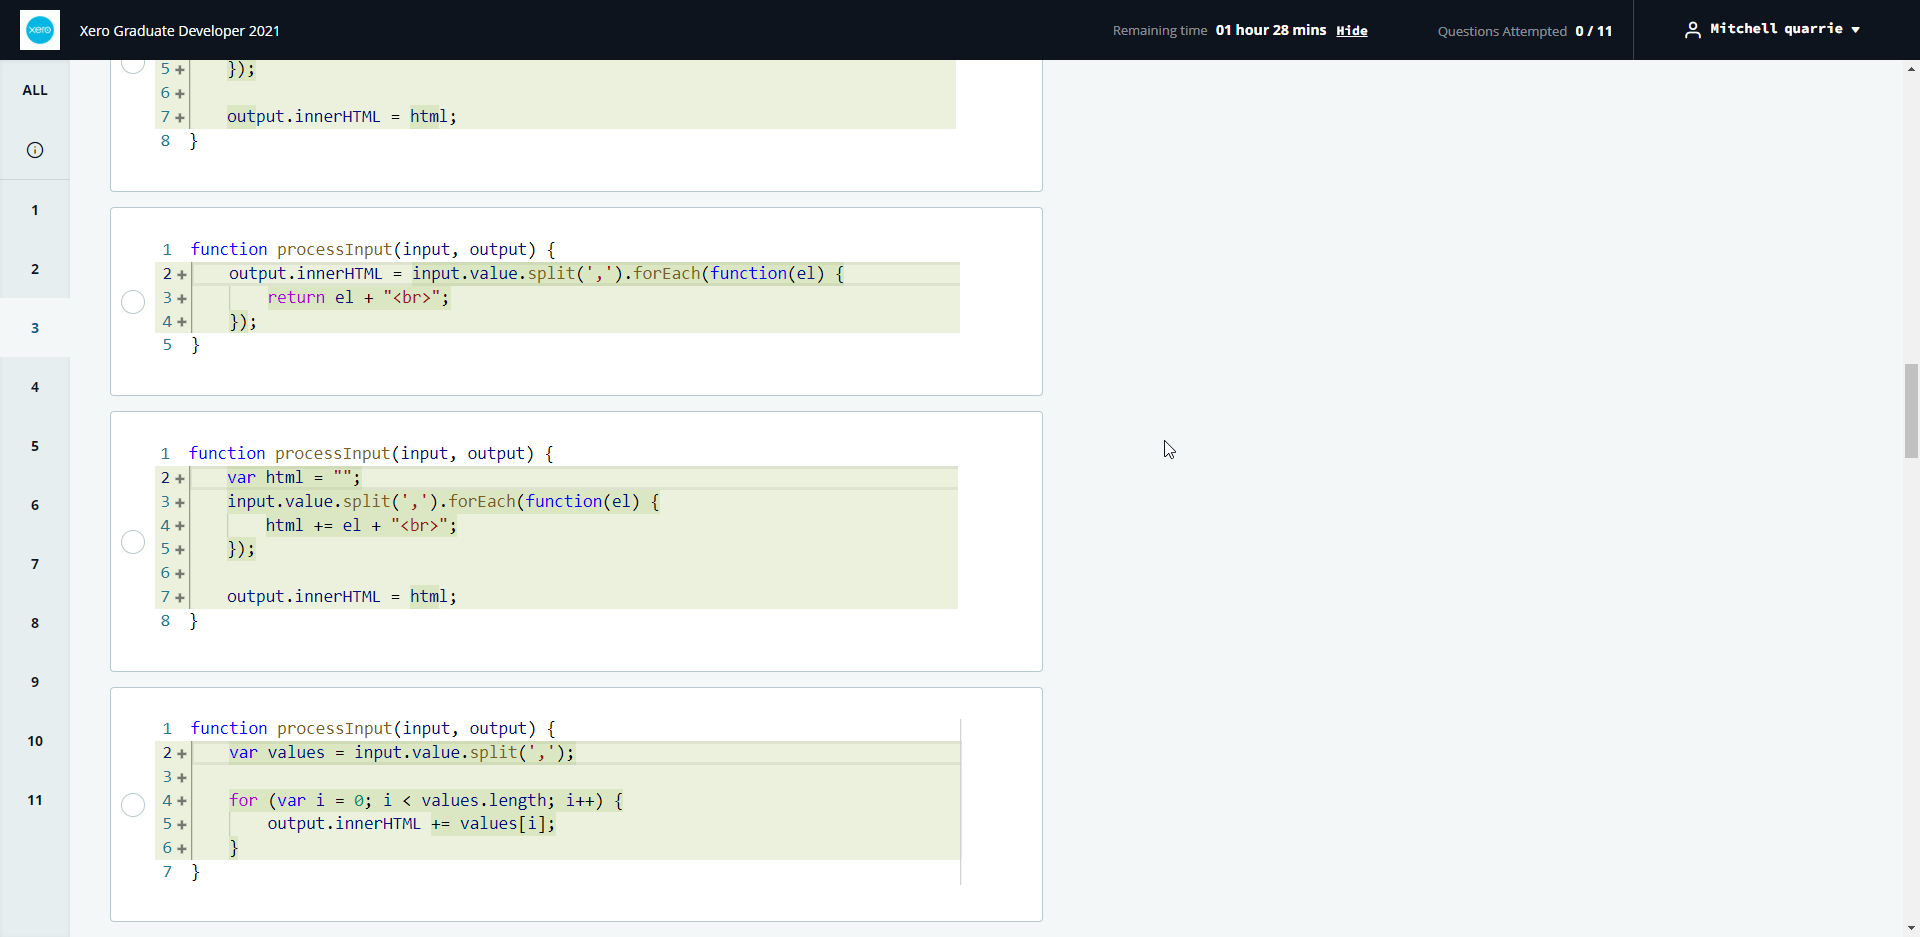 xero
Xero Graduate Developer 2021
Remaining time 01 hour 28 mins Hide
Questions Attempted 0 / 11
Mitchell quarrie
ALL
1
2
3
4
5
6
7
8
9
10
11
5 + });
6 +
7 + output.innerHTML = html;
8 }
1 function processInput(input, output) {
2 + output.innerHTML = input.value.split(',').forEach(function(el) {
3 + return el + "<br>";
4 + });
5 }
1 function processInput(input, output) {
2 + var html = "";
3 + input.value.split(',').forEach(function(el) {
4 + html += el + "<br>";
5 + });
6 +
7 + output.innerHTML = html;
8 }
1 function processInput(input, output) {
2 + var values = input.value.split(',');
3 +
4 + for (var i = 0; i < values.length; i++) {
5 + output.innerHTML += values[i];
6 + }
7 }